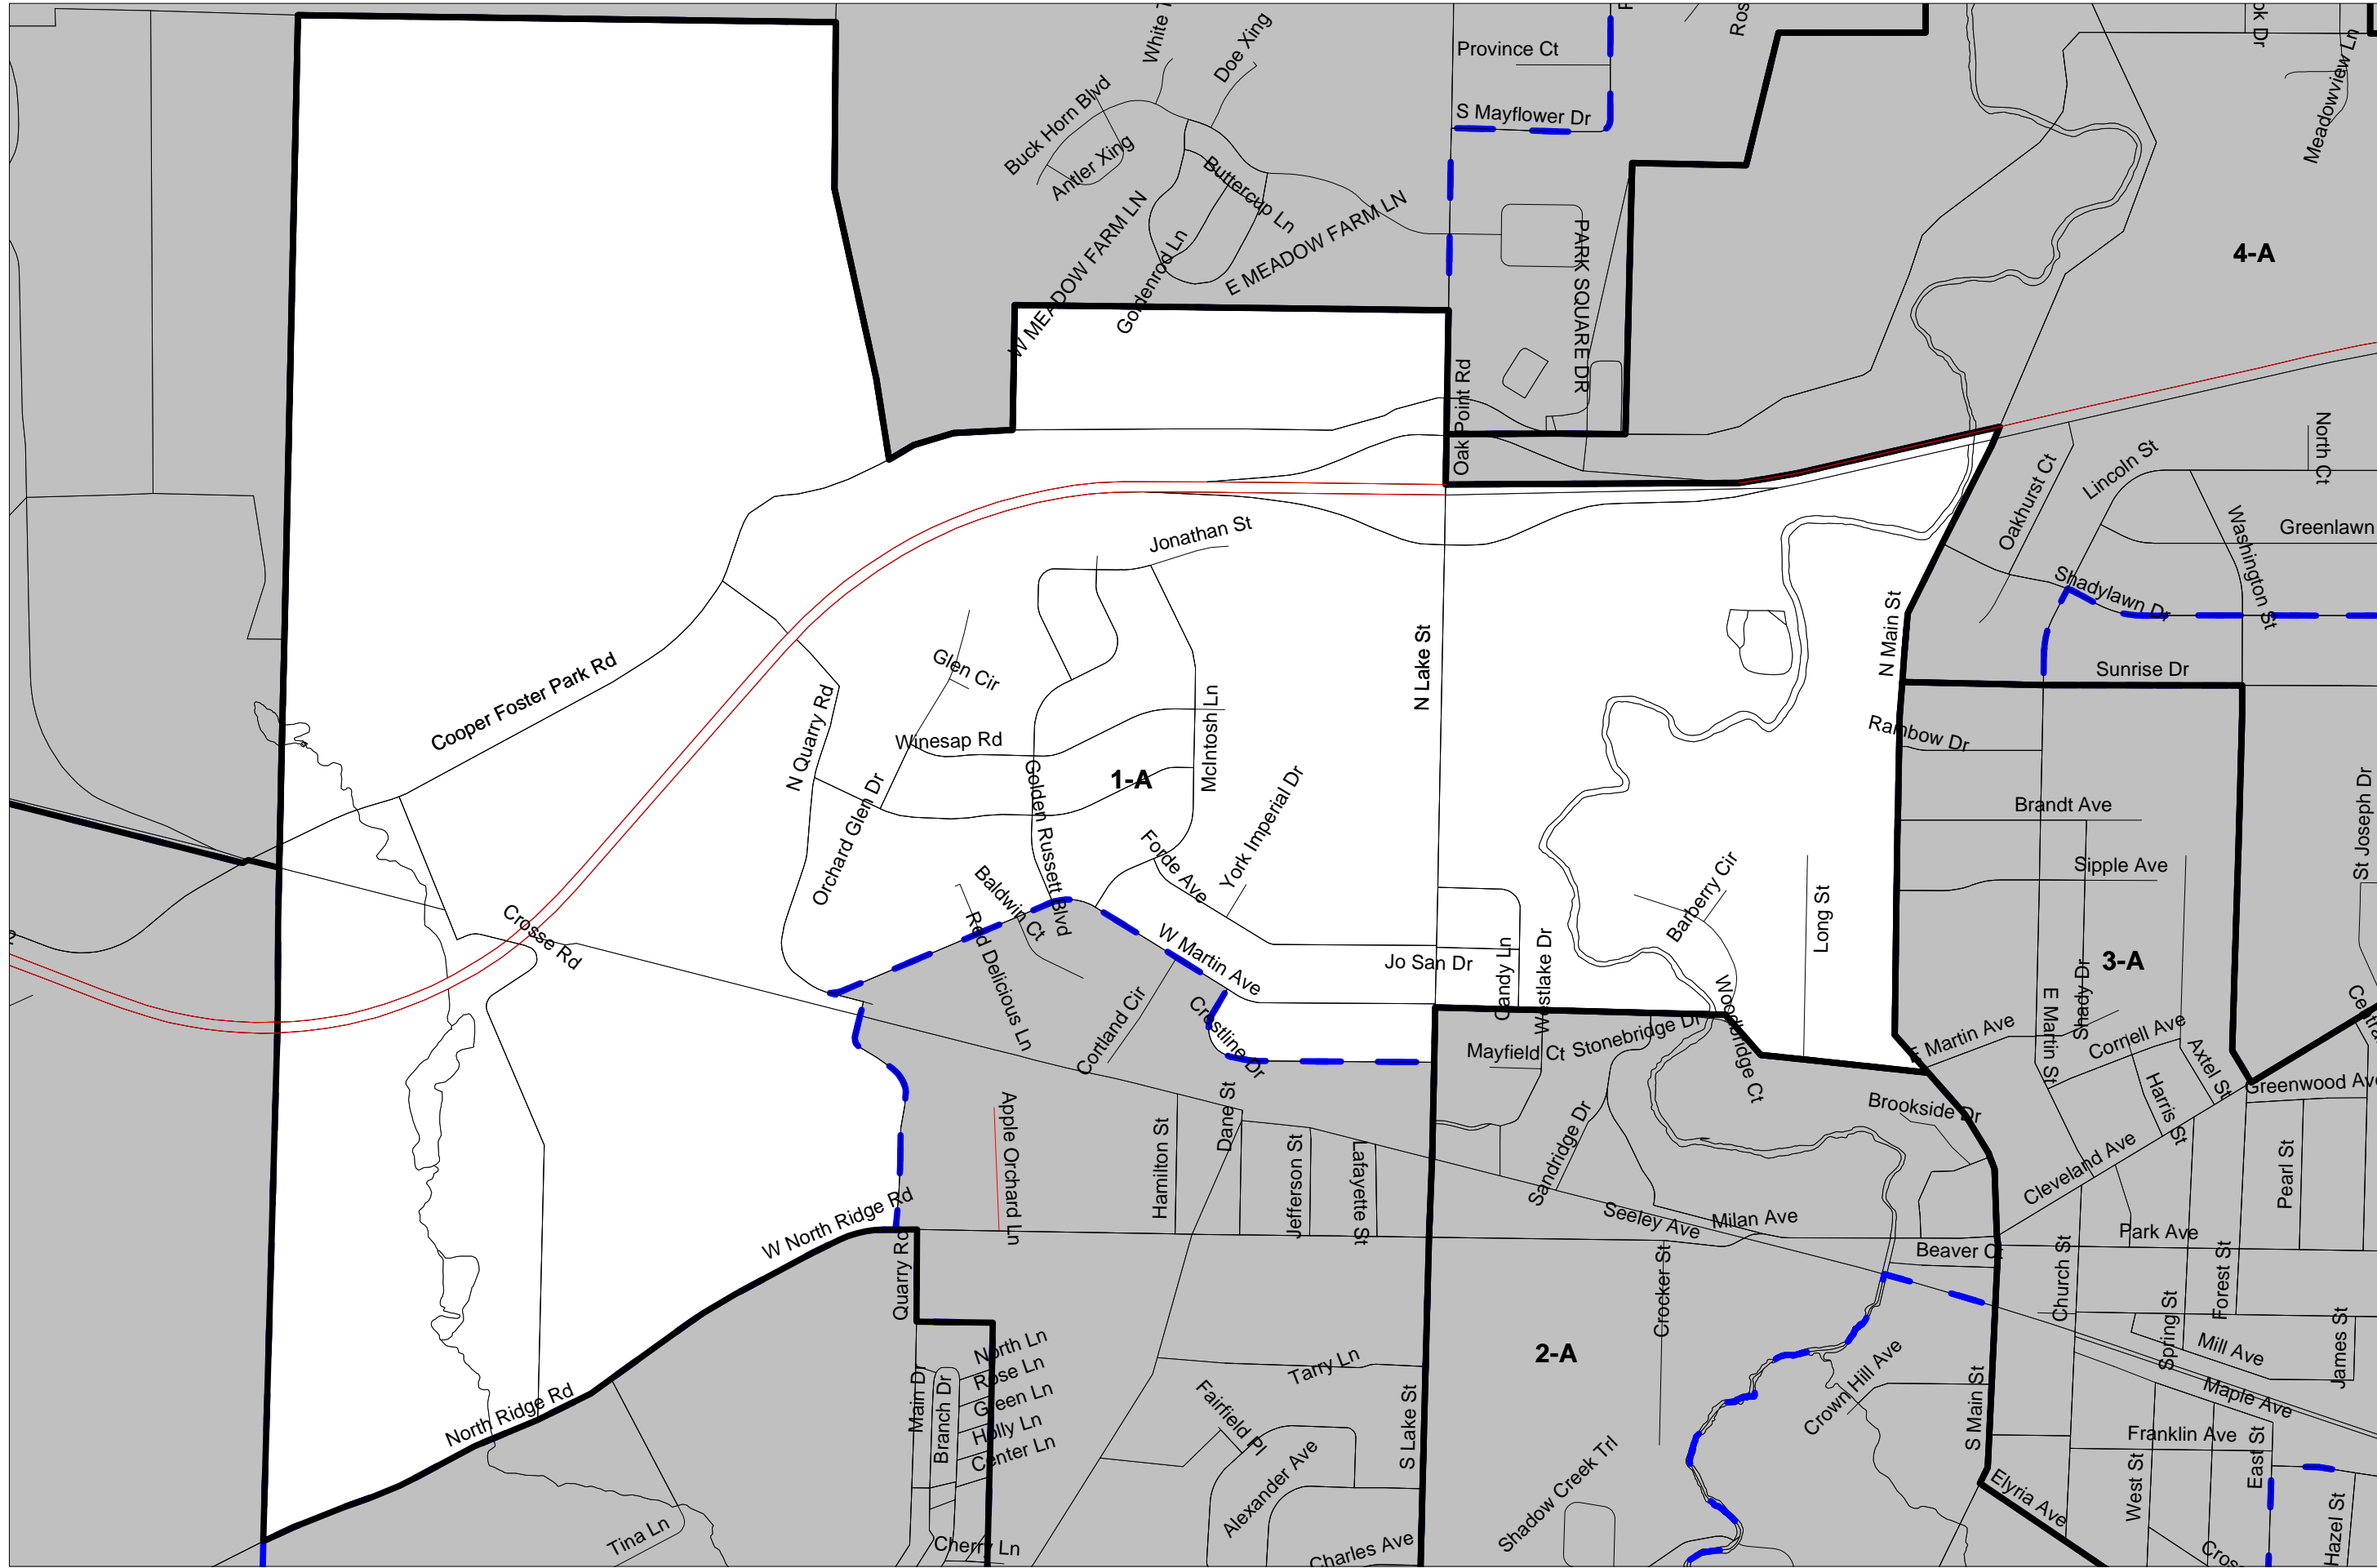 White
Doe Xing
Province Ct
Ros
ok Dr
Meadowview Ln
Buck Horn Blvd
S Mayflower Dr
Antler Xing
Buttercup Ln
W MEADOW FARM LN
Goldenrod Ln
E MEADOW FARM LN
PARK SQUARE DR
4-A
Oak Point Rd
North Ct
Lincoln St
Oakhurst Ct
Washington St
Greenlawn
Jonathan St
Shadylawn Dr
Cooper Foster Park Rd
Glen Cir
N Quarry Rd
N Lake St
N Main St
Sunrise Dr
McIntosh Ln
Winesap Rd
Rainbow Dr
Golden Russett Blvd
1-A
Orchard Glen Dr
York Imperial Dr
Brandt Ave
St Joseph Dr
Forde Ave
Sipple Ave
Baldwin Ct
Barberry Cir
Long St
Crosse Rd
Red Delicious Ln
W Martin Ave
Jo San Dr
Candy Ln
Westlake Dr
3-A
Shady Dr
E Martin St
Woodbridge Ct
Cortland Cir
Crestline Dr
Mayfield Ct
Stonebridge Dr
E Martin Ave
Cornell Ave
Axtel St
Harris St
Greenwood Ave
Brookside Dr
Apple Orchard Ln
Hamilton St
Dane St
Jefferson St
Lafayette St
Sandridge Dr
Cleveland Ave
Pearl St
W North Ridge Rd
Seeley Ave
Milan Ave
Park Ave
Beaver Ct
Quarry Rd
Crocker St
Church St
Forest St
Spring St
North Ln
Rose Ln
Green Ln
Holly Ln
Center Ln
Main Dr
Branch Dr
Tarry Ln
2-A
Crown Hill Ave
Mill Ave
James St
Maple Ave
North Ridge Rd
Fairfield Pl
Alexander Ave
S Lake St
S Main St
Franklin Ave
West St
East St
Shadow Creek Trl
Elyria Ave
Hazel St
Tina Ln
Cherry Ln
Charles Ave
Cros